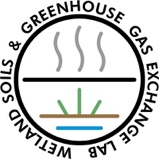 WETLAND SOILS & GREENHOUSE GAS EXCHANGE LAB